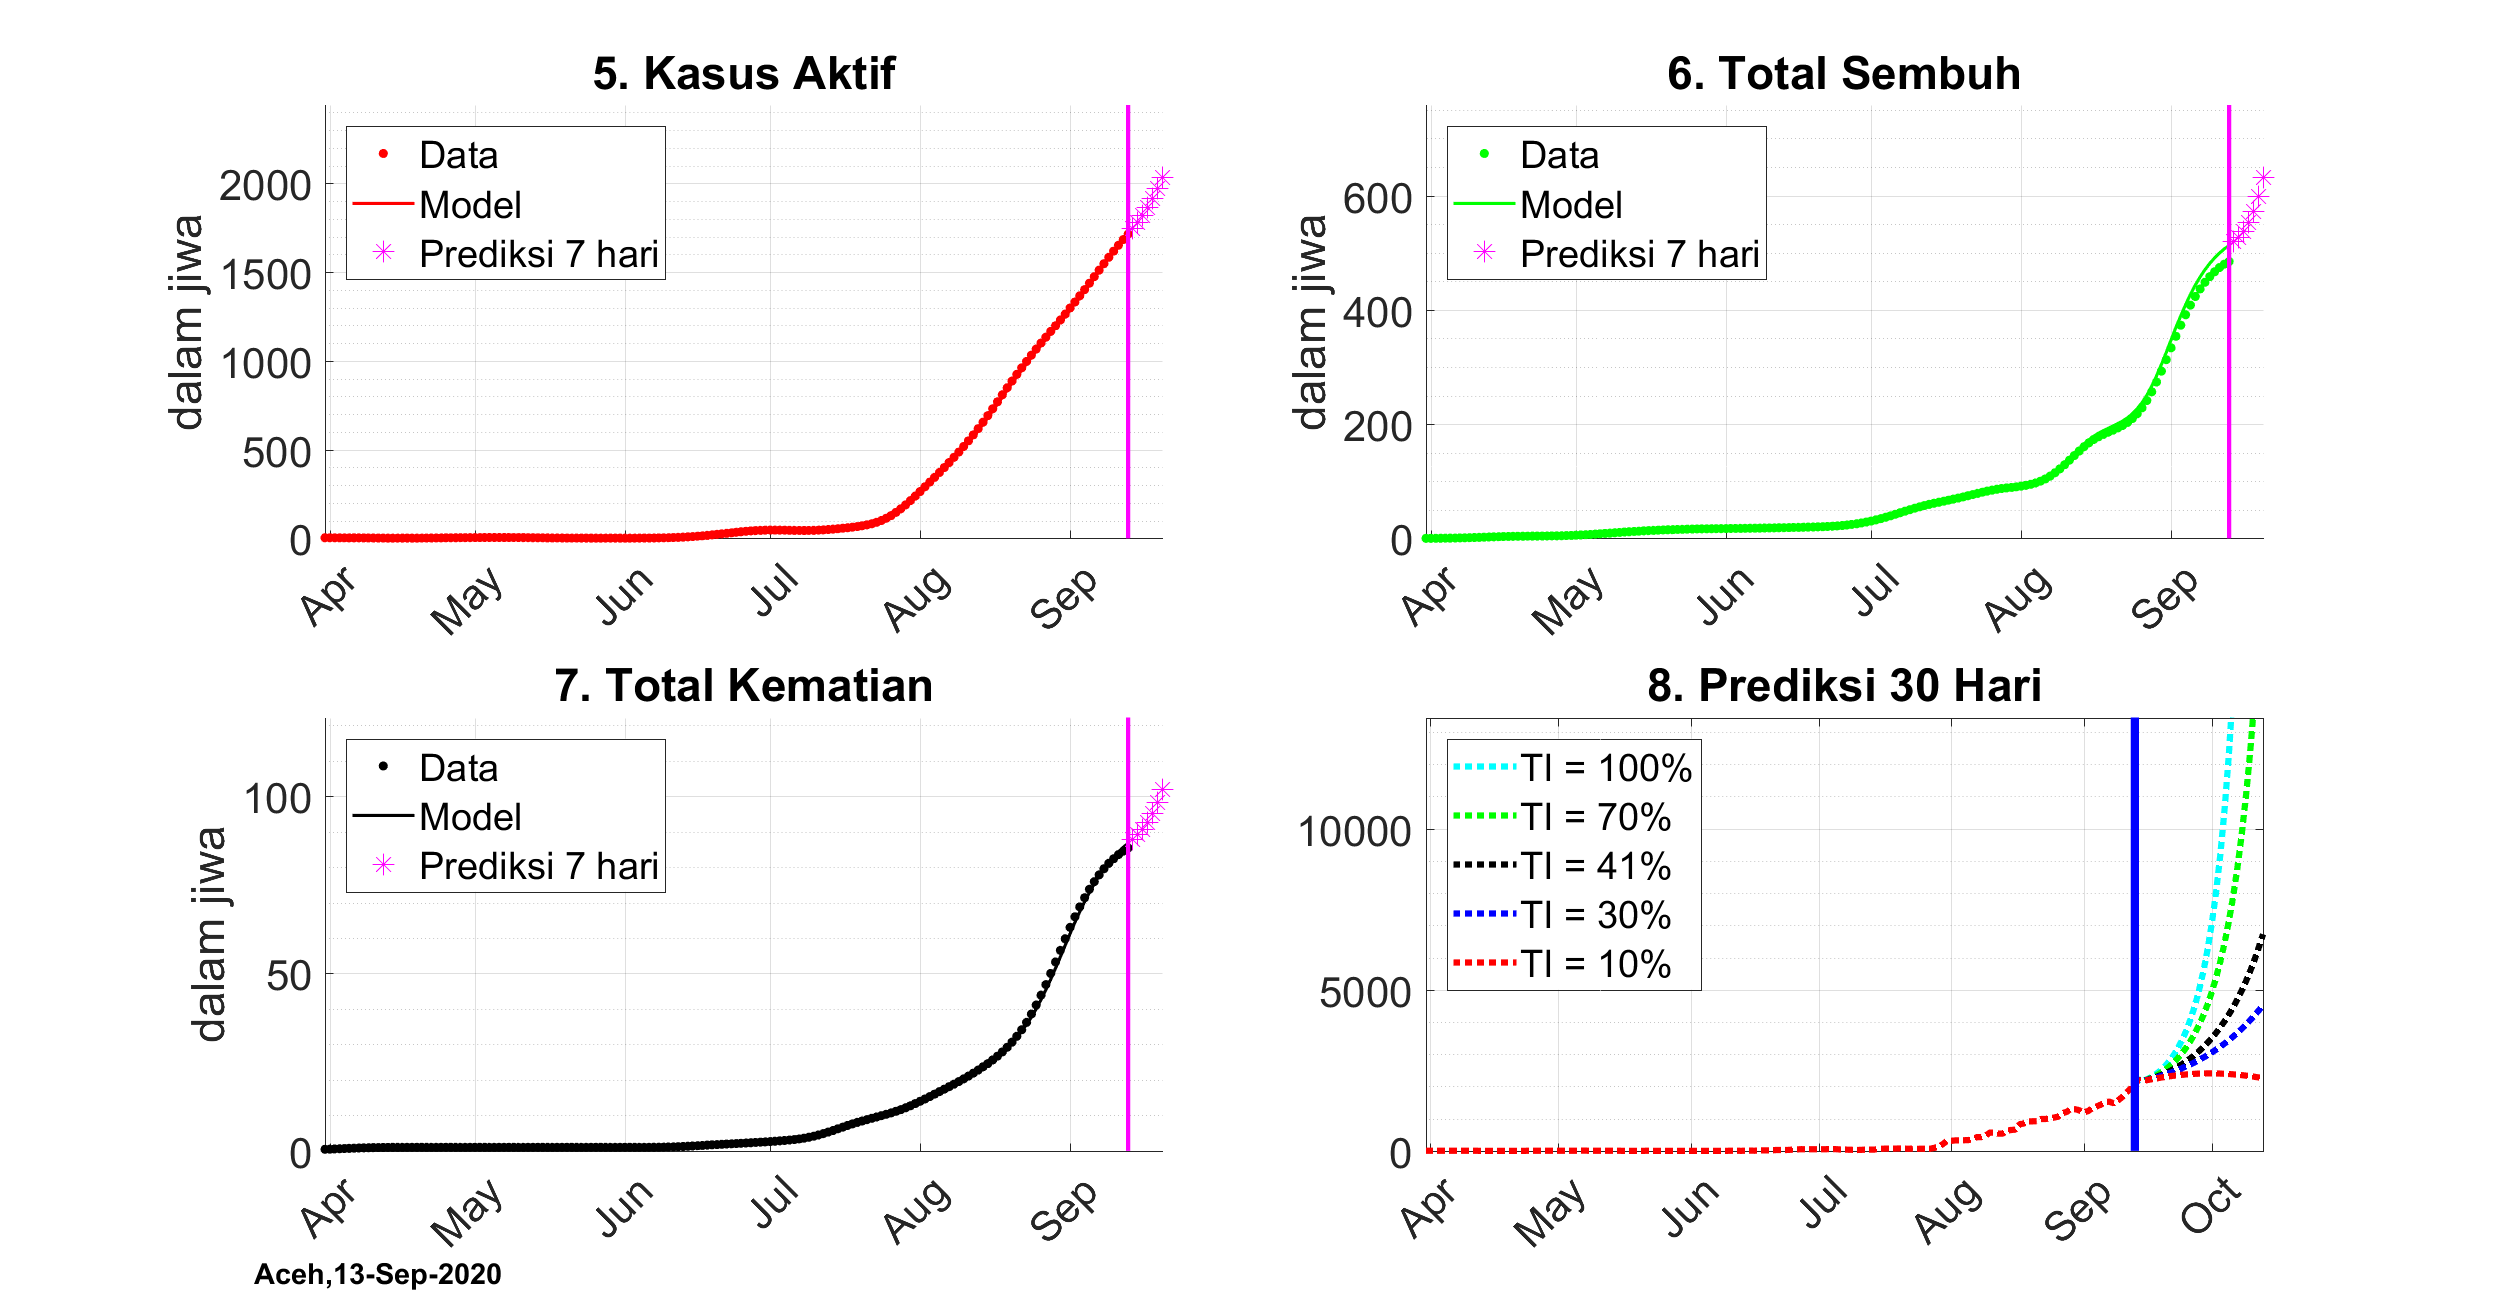 5. Kasus Aktif
dalam jiwa
2000
1500
1000
500
0
Data
Model
Prediksi 7 hari
Apr
May
Jun
Jul
Aug
Sep
6. Total Sembuh
dalam jiwa
600
400
200
0
Data
Model
Prediksi 7 hari
Apr
May
Jun
Jul
Aug
Sep
7. Total Kematian
dalam jiwa
100
50
0
Data
Model
Prediksi 7 hari
Apr
May
Jun
Jul
Aug
Sep
8. Prediksi 30 Hari
10000
5000
0
TI = 100%
TI = 70%
TI = 41%
TI = 30%
TI = 10%
Apr
May
Jun
Jul
Aug
Sep
Oct
Aceh,13-Sep-2020